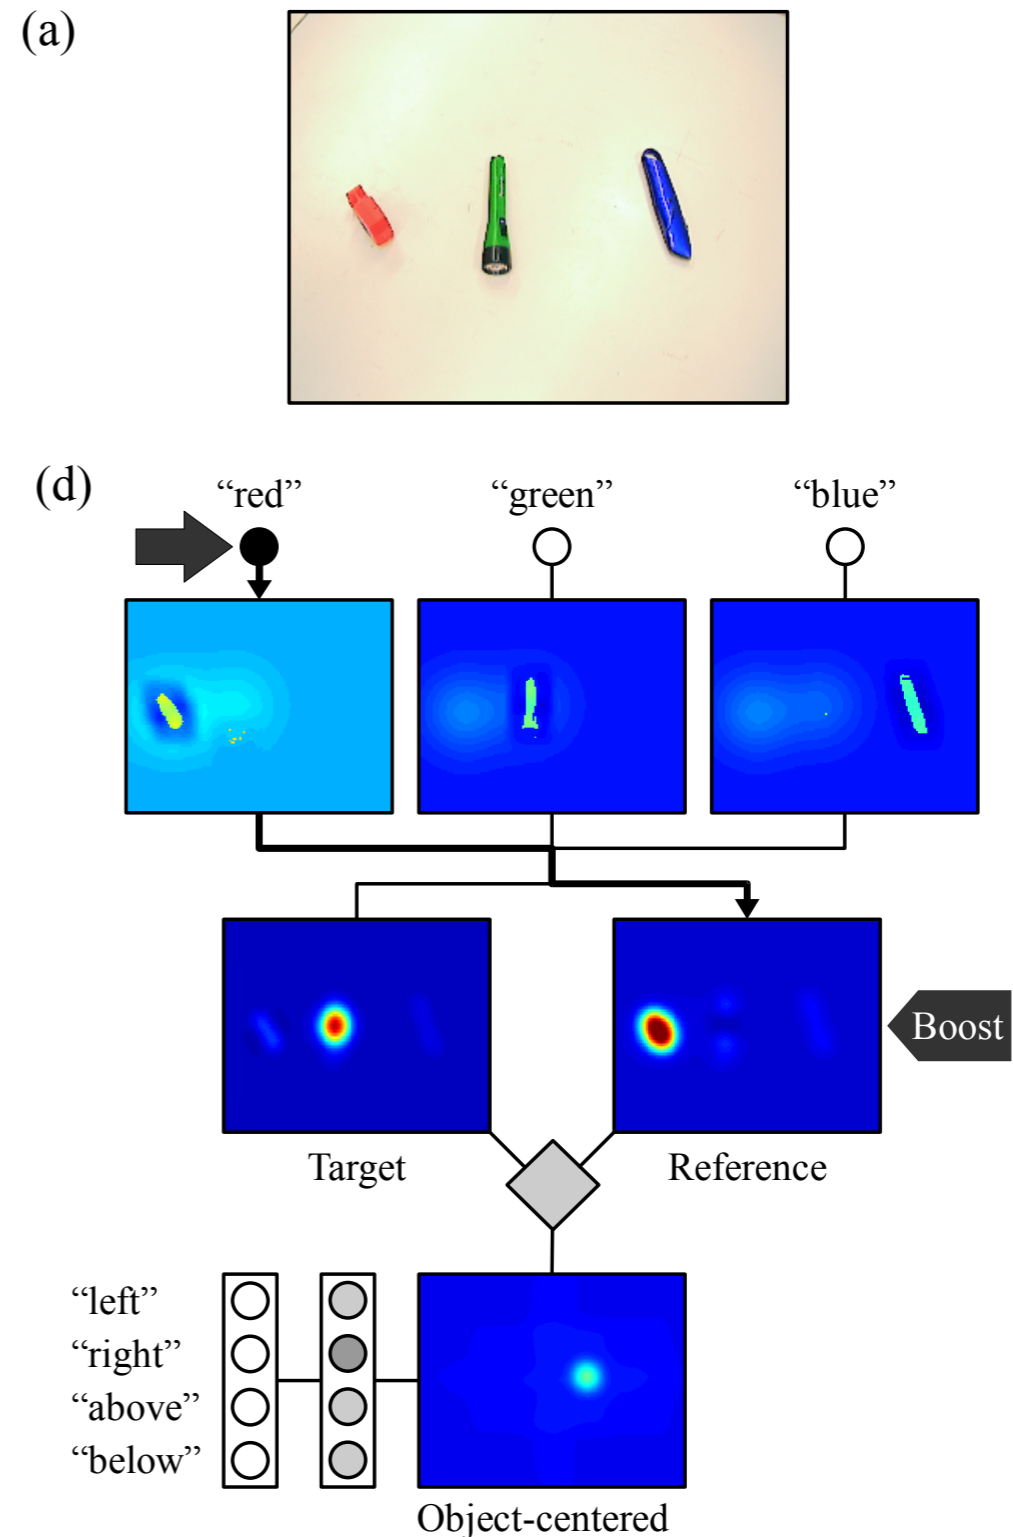 (a)
(d)
“red” “green” “blue”
Boost
Target Reference
“left”
“right”
“above”
“below”
Object-centered